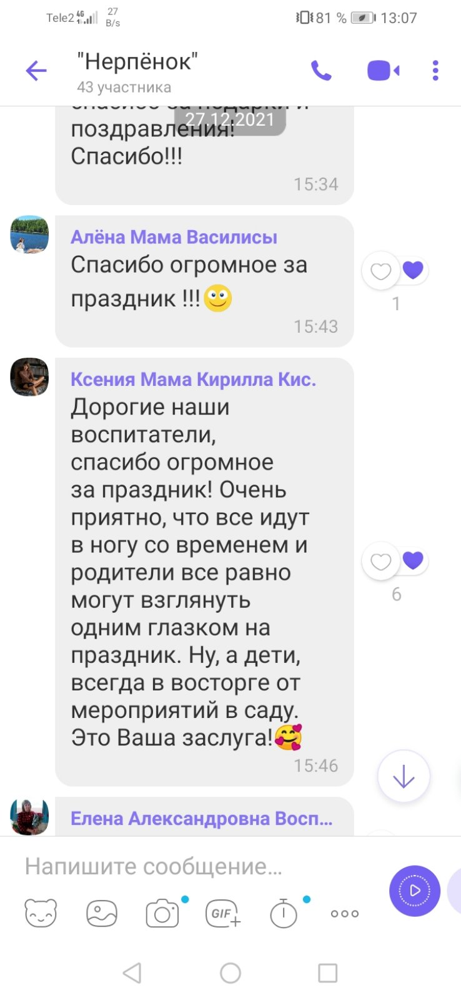 Tele2 4G 27 B/s 81 % 13:07
"Нерпёнок"
43 участника
спасибо за подарки и
27.12.2021
поздравления!
Спасибо!!!
15:34
Алёна Мама Василисы
Спасибо огромное за
праздник !!!
15:43
1
Ксения Мама Кирилла Кис.
Дорогие наши
воспитатели,
спасибо огромное
за праздник! Очень
приятно, что все идут
в ногу со временем и
родители все равно
могут взглянуть
одним глазком на
праздник. Ну, а дети,
всегда в восторге от
мероприятий в саду.
Это Ваша заслуга!
15:46
6
Елена Александровна Восп...
Напишите сообщение...
GIF